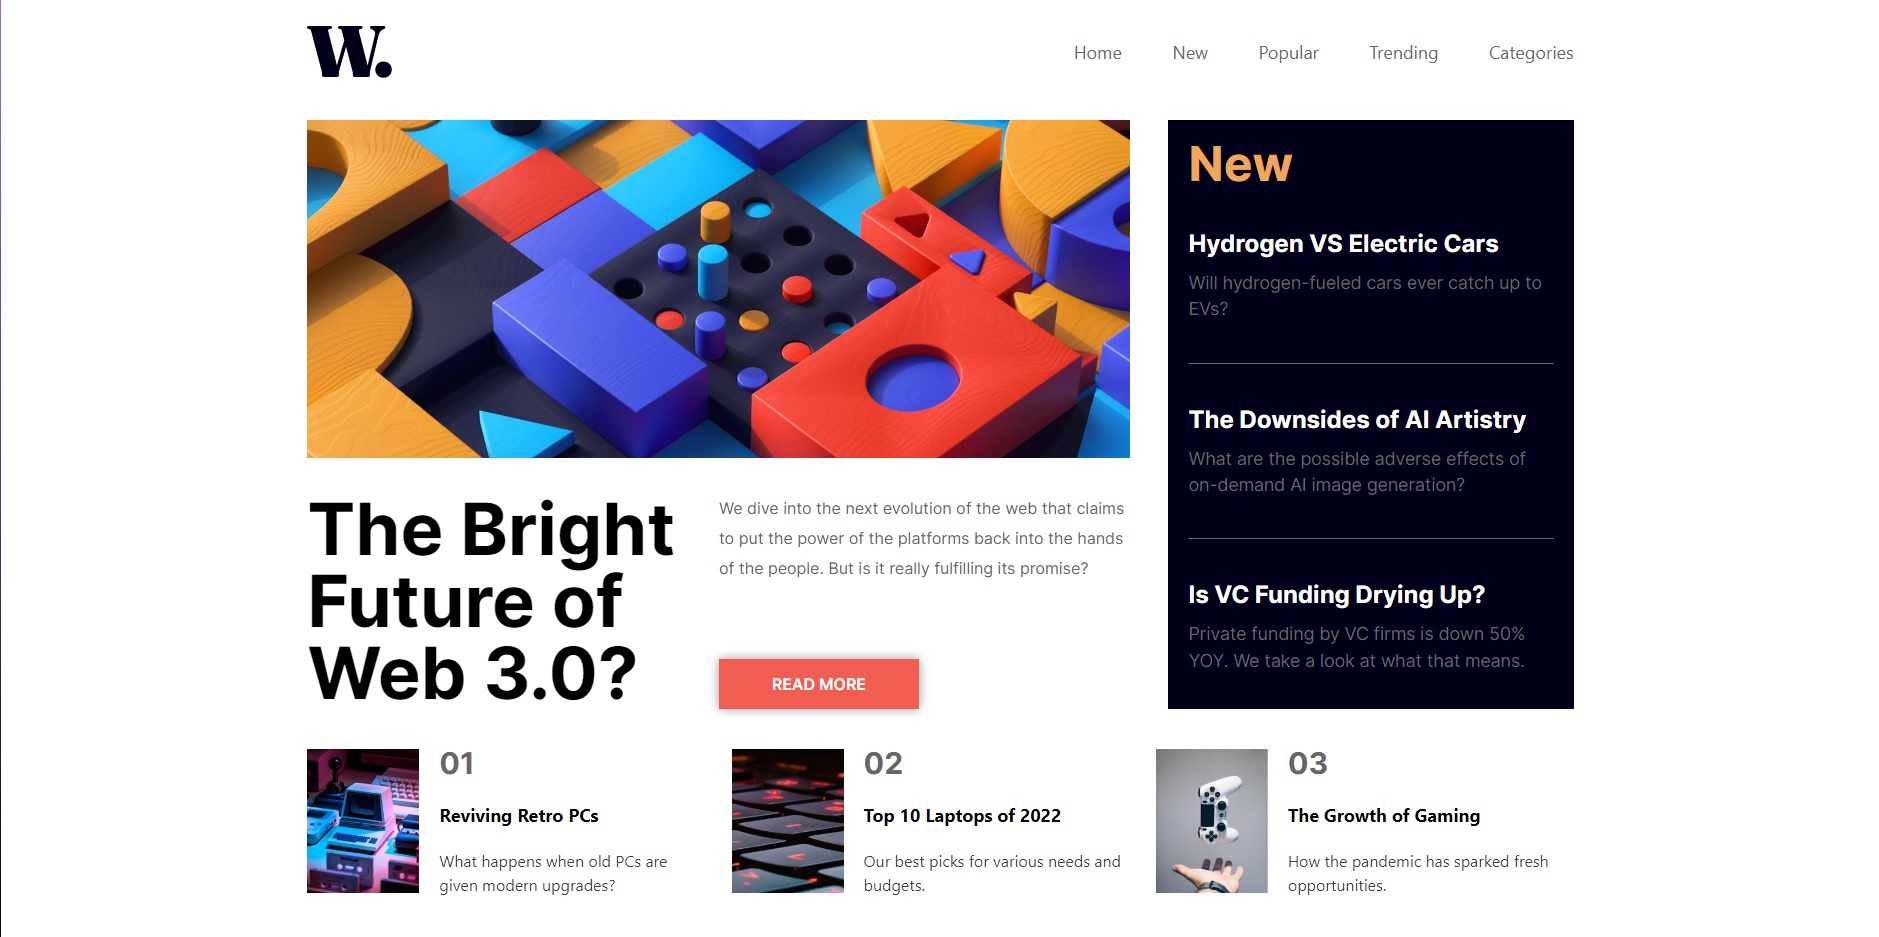 W.
Home New Popular Trending Categories
The Bright
Future of
Web 3.0?
We dive into the next evolution of the web that claims
to put the power of the platforms back into the hands
of the people. But is it really fulfilling its promise?
READ MORE
New
Hydrogen VS Electric Cars
Will hydrogen-fueled cars ever catch up to
EVs?
The Downsides of AI Artistry
What are the possible adverse effects of
on-demand AI image generation?
Is VC Funding Drying Up?
Private funding by VC firms is down 50%
YOY. We take a look at what that means.
01
Reviving Retro PCs
What happens when old PCs are
given modern upgrades?
02
Top 10 Laptops of 2022
Our best picks for various needs and
budgets.
03
The Growth of Gaming
How the pandemic has sparked fresh
opportunities.